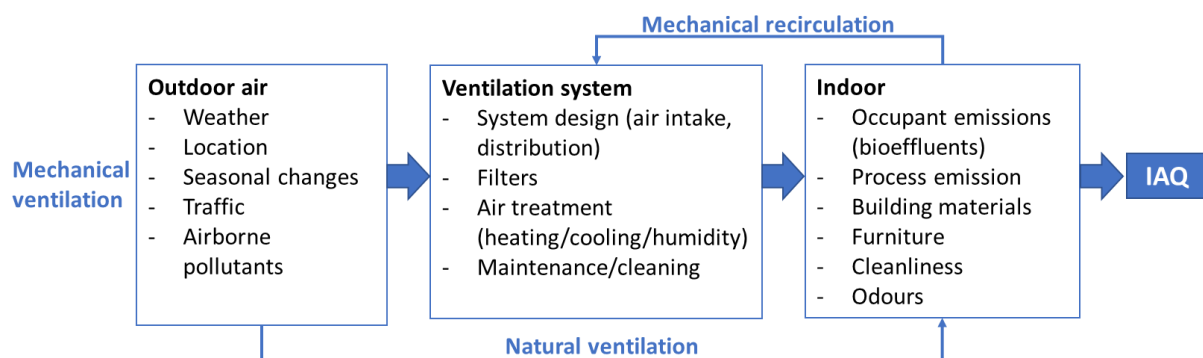 Mechanical recirculation
Mechanical
ventilation
Outdoor air
- Weather
- Location
- Seasonal changes
- Traffic
- Airborne
pollutants
Ventilation system
- System design (air intake,
distribution)
- Filters
- Air treatment
(heating/cooling/humidity)
- Maintenance/cleaning
Indoor
- Occupant emissions
(bioeffluents)
- Process emission
- Building materials
- Furniture
- Cleanliness
- Odours
IAQ
Natural ventilation